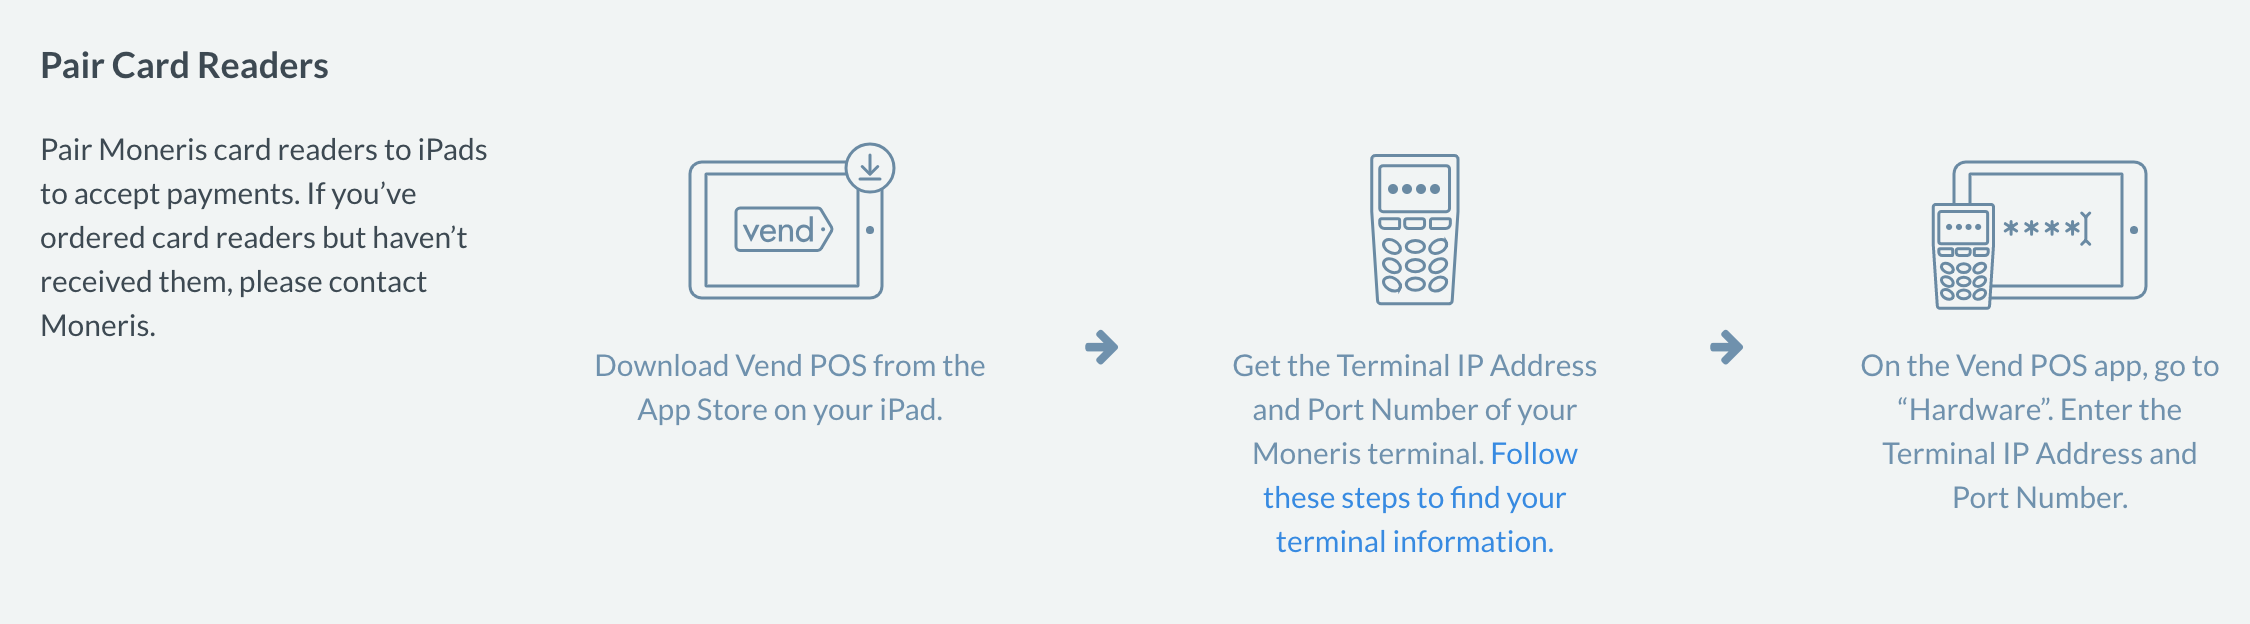 Pair Card Readers
Pair Moneris card readers to iPads
to accept payments. If you’ve
ordered card readers but haven’t
received them, please contact
Moneris.
vend
Download Vend POS from the
App Store on your iPad.
Get the Terminal IP Address
and Port Number of your
Moneris terminal. Follow
these steps to find your
terminal information.
****
On the Vend POS app, go to
“Hardware”. Enter the
Terminal IP Address and
Port Number.